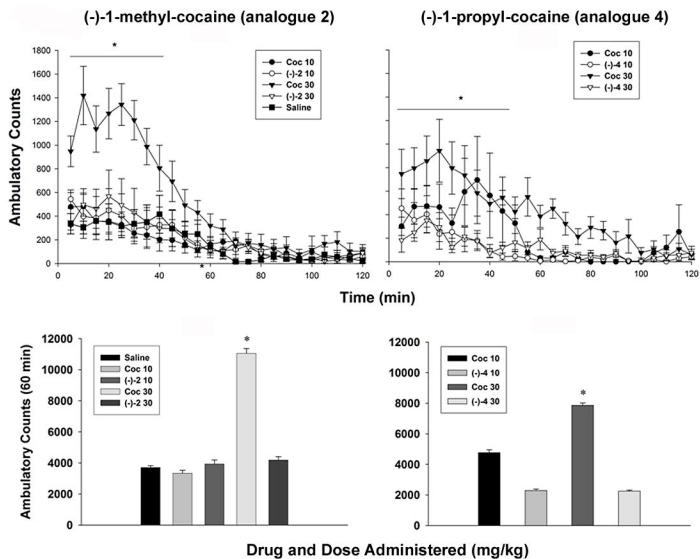 (-)-1-methyl-cocaine (analogue 2)
(-)-1-propyl-cocaine (analogue 4)
Ambulatory Counts
1800
1600
1400
1200
1000
800
600
400
200
0
*
Coc 10
(-)-2 10
Coc 30
(-)-2 30
Saline
*
Coc 10
(-)-4 10
Coc 30
(-)-4 30
0 20 40 60 80 100 120
*
0 20 40 60 80 100 120
Time (min)
Ambulatory Counts (60 min)
12000
10000
8000
6000
4000
2000
0
Saline
Coc 10
(-)-2 10
Coc 30
(-)-2 30
*
12000
10000
8000
6000
4000
2000
0
Coc 10
(-)-4 10
Coc 30
(-)-4 30
*
Drug and Dose Administered (mg/kg)